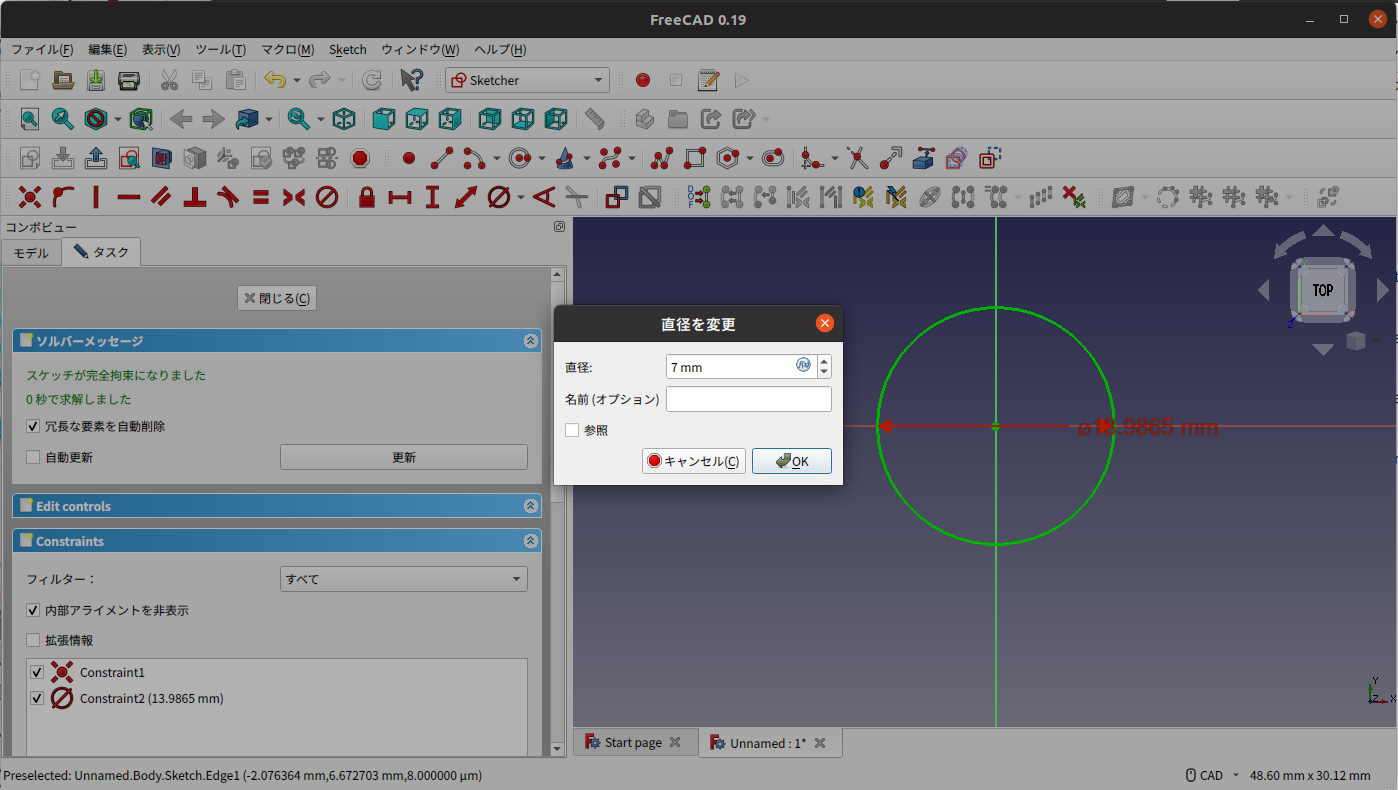 FreeCAD 0.19
ファイル(F) 編集(E) 表示(V) ツール(T) マクロ(M) Sketch ウィンドウ(W) ヘルプ(H)
Sketcher
コンボビュー
モデル タスク
閉じる(C)
ソルバーメッセージ
スケッチが完全拘束になりました
0 秒で求解しました
冗長な要素を自動削除
自動更新 更新
Edit controls
Constraints
フィルター： すべて
内部アライメントを非表示
拡張情報
Constraint1
Constraint2 (13.9865 mm)
直径を変更
直径: 7 mm
名前 (オプション)
参照
キャンセル(C) OK
TOP
Z
Y
Z X
Start page Unnamed : 1*
Preselected: Unnamed.Body.Sketch.Edge1 (-2.076364 mm,6.672703 mm,8.000000 μm) CAD 48.60 mm x 30.12 mm